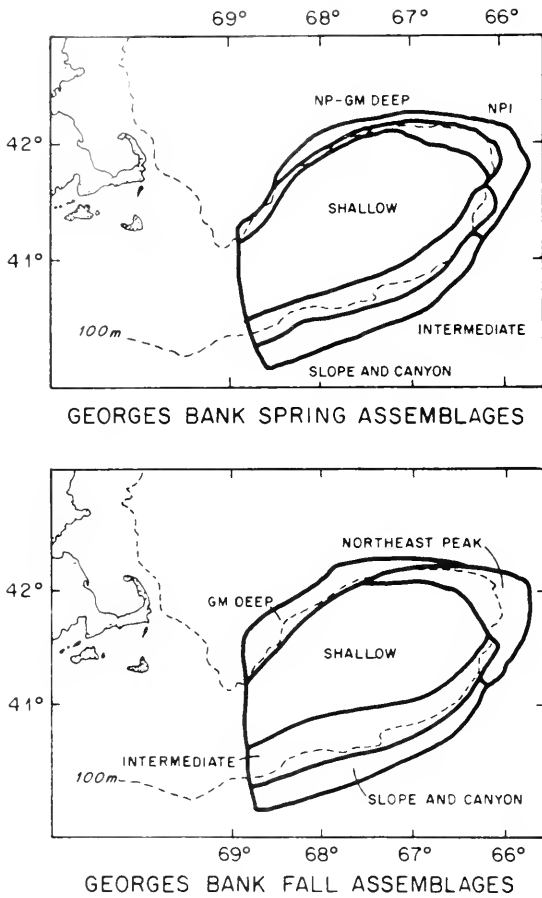 69° 68° 67° 66°
NP-GM DEEP
NPI
42°
SHALLOW
41°
100m
INTERMEDIATE
SLOPE AND CANYON
GEORGES BANK SPRING ASSEMBLAGES
NORTHEAST PEAK
42°
GM DEEP
SHALLOW
41°
INTERMEDIATE
100m
SLOPE AND CANYON
69° 68° 67° 66°
GEORGES BANK FALL ASSEMBLAGES